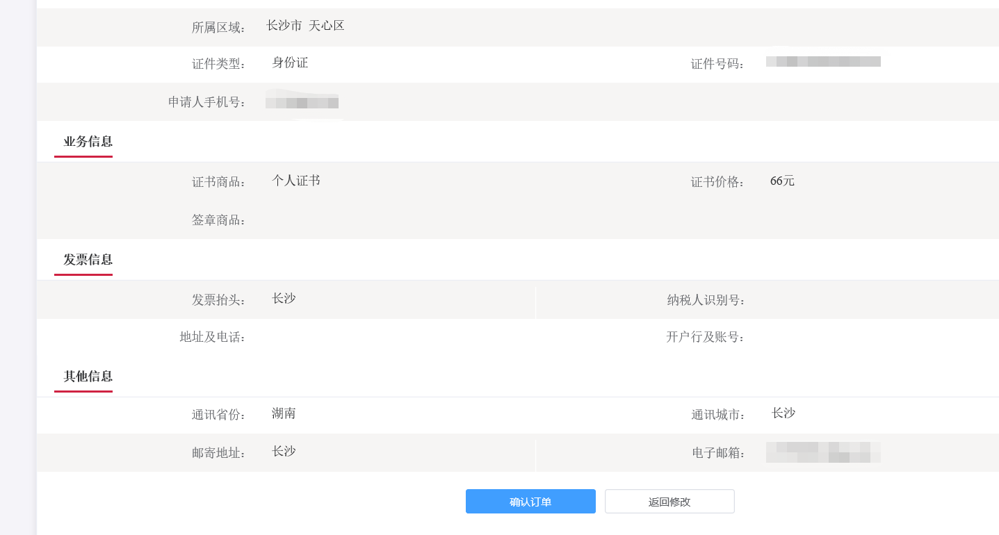 所属区域: 长沙市 天心区
证件类型: 身份证 证件号码:
申请人手机号:
业务信息
证书商品: 个人证书 证书价格: 66元
签章商品:
发票信息
发票抬头: 长沙 纳税人识别号:
地址及电话: 开户行及账号:
其他信息
通讯省份: 湖南 通讯城市: 长沙
邮寄地址: 长沙 电子邮箱:
确认订单 返回修改